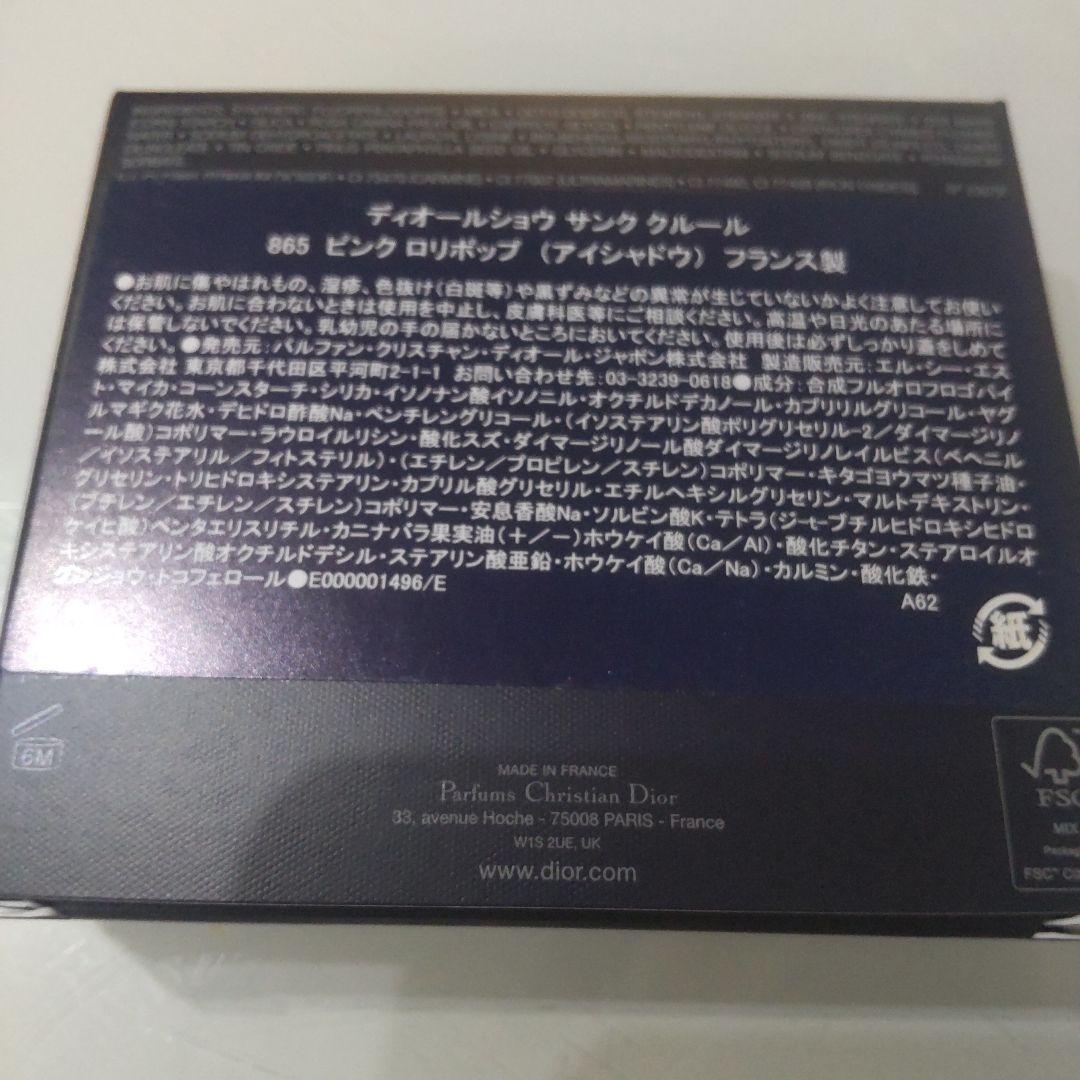 ディオールショウ サンク クルール
865 ピンク ロリポップ （アイシャドウ） フランス製
●お肌に傷やはれもの、湿疹、色抜け(白斑等)や黒ずみなどの異常が生じていないかよく注意してお使い
ください。お肌に合わないときは使用を中止し、皮膚科医等にご相談ください。高温や日光のあたる場所に
は保管しないでください。乳幼児の手の届かないところにおいてください。使用後は必ずしっかり蓋をしめて
ください。●発売元：パルファン・クリスチャン・ディオール・ジャポン株式会社 製造販売元：エル・シー・エス
株式会社 東京都千代田区平河町2-1-1 お問い合わせ先：03-3239-0618●成分：合成フルオロフロゴパイ
ト・マイカ・コーンスターチ・シリカ・イソノナン酸イソノニル・オクチルドデカノール・カプリリルグリコール・ヤグ
ルマギク花水・デヒドロ酢酸Na・ペンチレングリコール・(イソステアリン酸ポリグリセリル-2／ダイマージリノ
ール酸)コポリマー・ラウロイルリシン・酸化スズ・ダイマージリノール酸ダイマージリノレイルビス(ベヘニル
／イソステアリル／フィトステリル)・(エチレン／プロピレン／スチレン)コポリマー・キタゴヨウマツ種子油・
グリセリン・トリヒドロキシステアリン・カプリル酸グリセリル・エチルヘキシルグリセリン・マルトデキストリン・
(ブチレン／エチレン／スチレン)コポリマー・安息香酸Na・ソルビン酸K・テトラ(ジ-t-ブチルヒドロキシヒドロ
ケイヒ酸)ペンタエリスリチル・カニナバラ果実油(＋／−)ホウケイ酸(Ca／Al)・酸化チタン・ステアロイルオ
キシステアリン酸オクチルドデシル・ステアリン酸亜鉛・ホウケイ酸(Ca／Na)・カルミン・酸化鉄・
グンジョウ・トコフェロール●E000001496/E
A62
紙
6M
MADE IN FRANCE
Parfums Christian Dior
33, avenue Hoche - 75008 PARIS - France
W1S 2UE, UK
www.dior.com
FSC
MIX